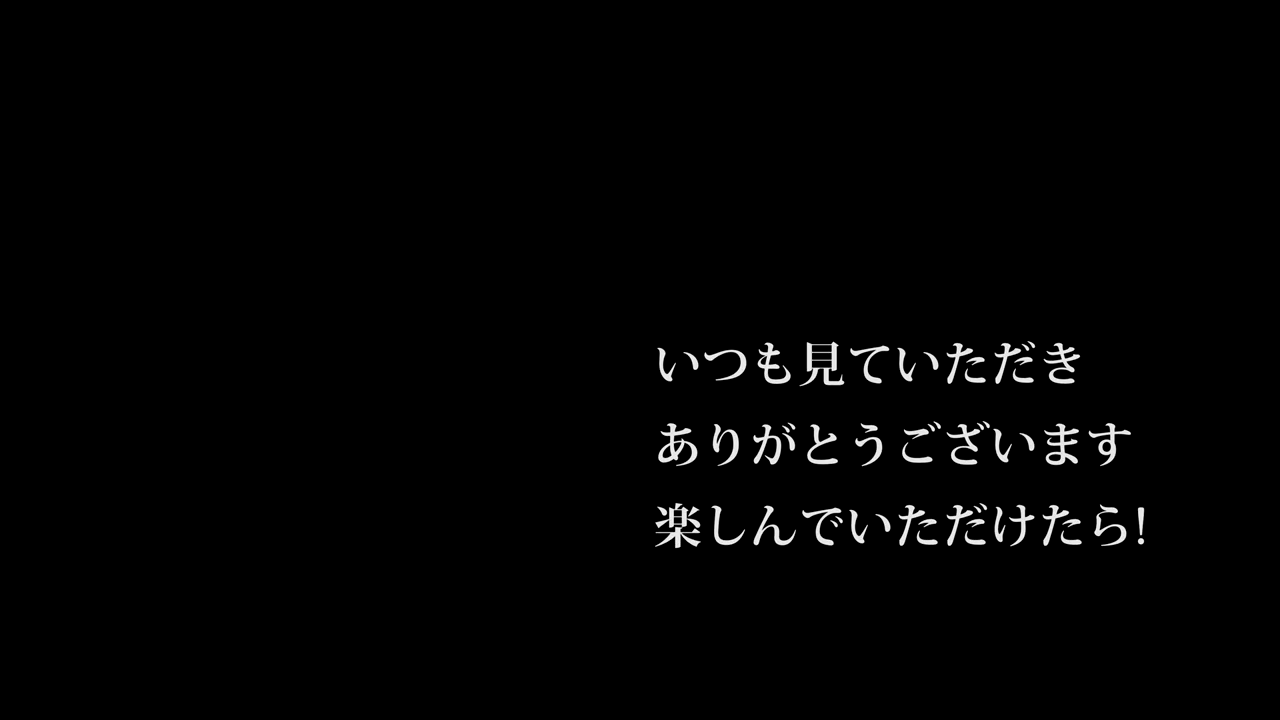 いつも見ていただき
ありがとうございます
楽しんでいただけたら!